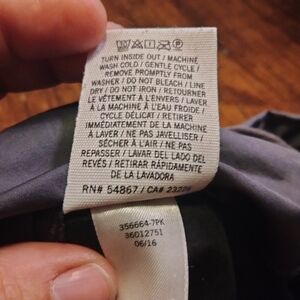 TURN INSIDE OUT / MACHINE
WASH COLD / GENTLE CYCLE /
REMOVE PROMPTLY FROM
WASHER / DO NOT BLEACH / LINE
DRY / DO NOT IRON / RETOURNER
LE VÊTEMENT À L'ENVERS / LAVER
À LA MACHINE À L'EAU FROIDE /
CYCLE DÉLICAT / RETIRER
IMMÉDIATEMENT DE LA MACHINE
À LAVER / NE PAS JAVELLISER /
SÉCHER À L'AIR / NE PAS
REPASSER / LAVAR DEL LADO DEL
REVÉS / RETIRAR RÁPIDAMENTE
DE LA LAVADORA
RN# 54867 / CA#
356664-7PK
36012751
06/16